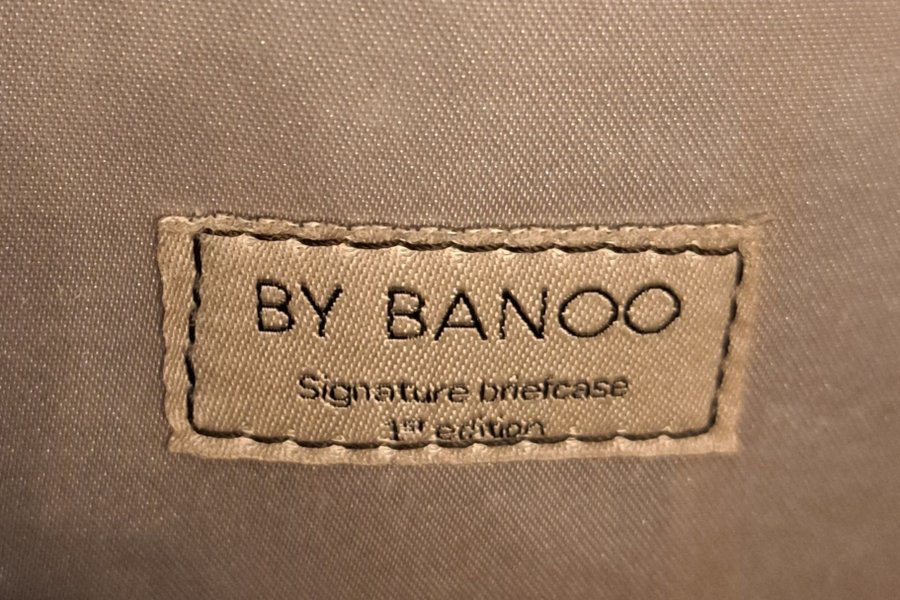 BY BANOO
Signature briefcase
1st edition